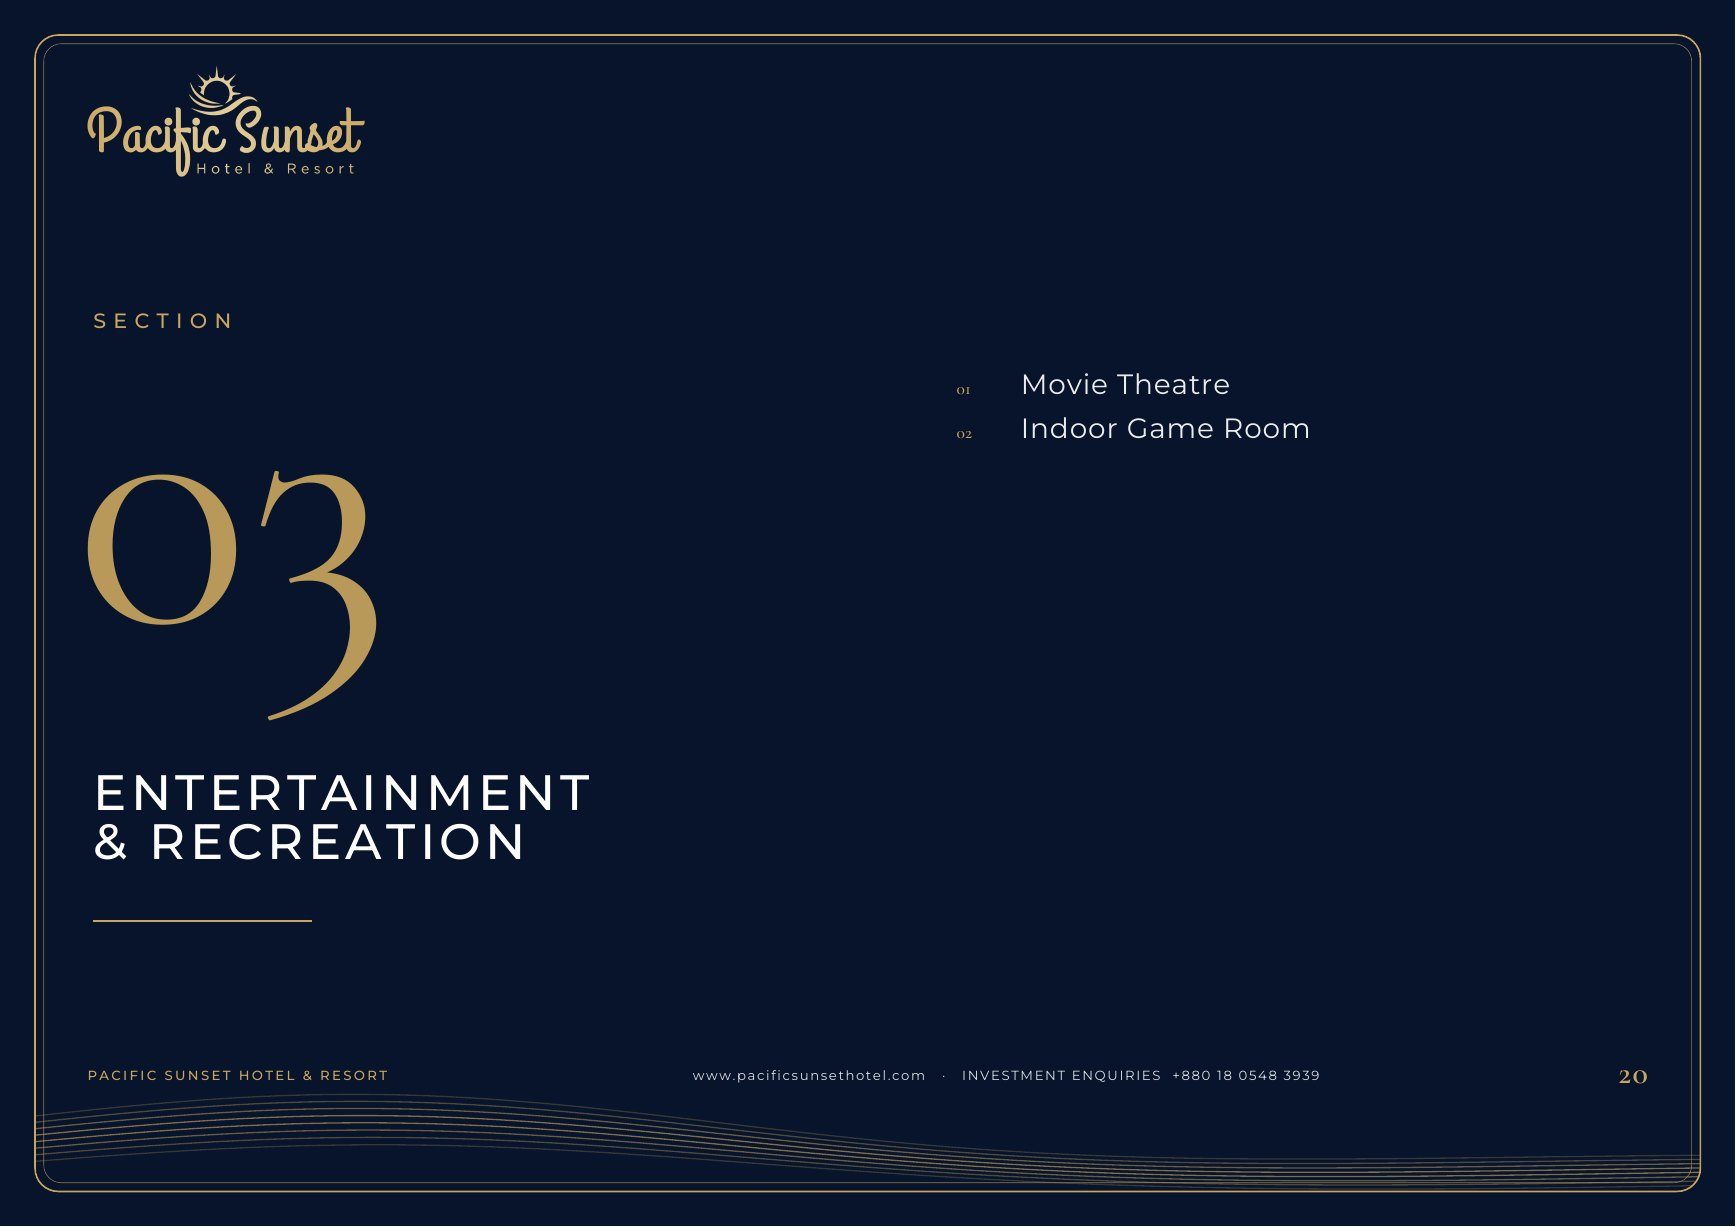 Pacific Sunset
Hotel & Resort
SECTION
03
ENTERTAINMENT
& RECREATION
01 Movie Theatre
02 Indoor Game Room
PACIFIC SUNSET HOTEL & RESORT
www.pacificsunsethotel.com · INVESTMENT ENQUIRIES +880 18 0548 3939
20